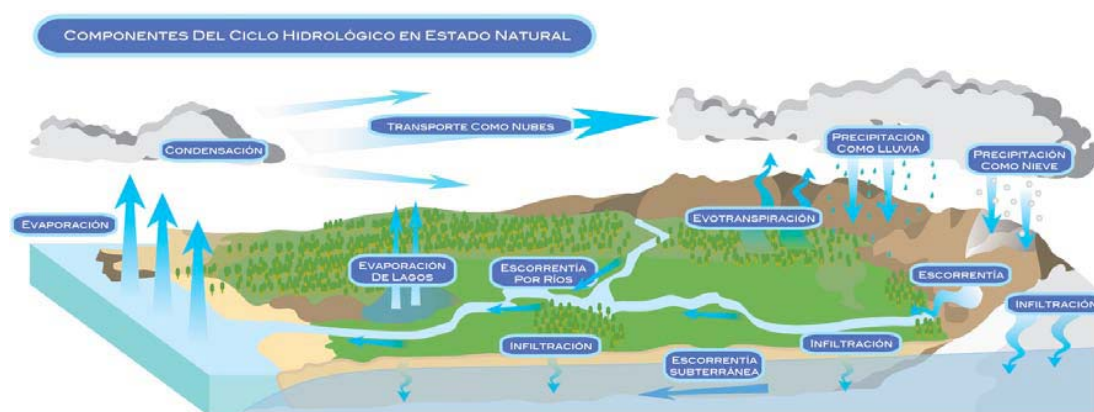 Componentes Del Ciclo Hidrológico en Estado Natural
Transporte Como Nubes
Condensación
Precipitación
Como Lluvia
Precipitación
Como Nieve
Evaporación
Evotranspiración
Evaporación
De Lagos
Escorrentía
Por Ríos
Escorrentía
Infiltración
Infiltración
Infiltración
Escorrentía
subterránea